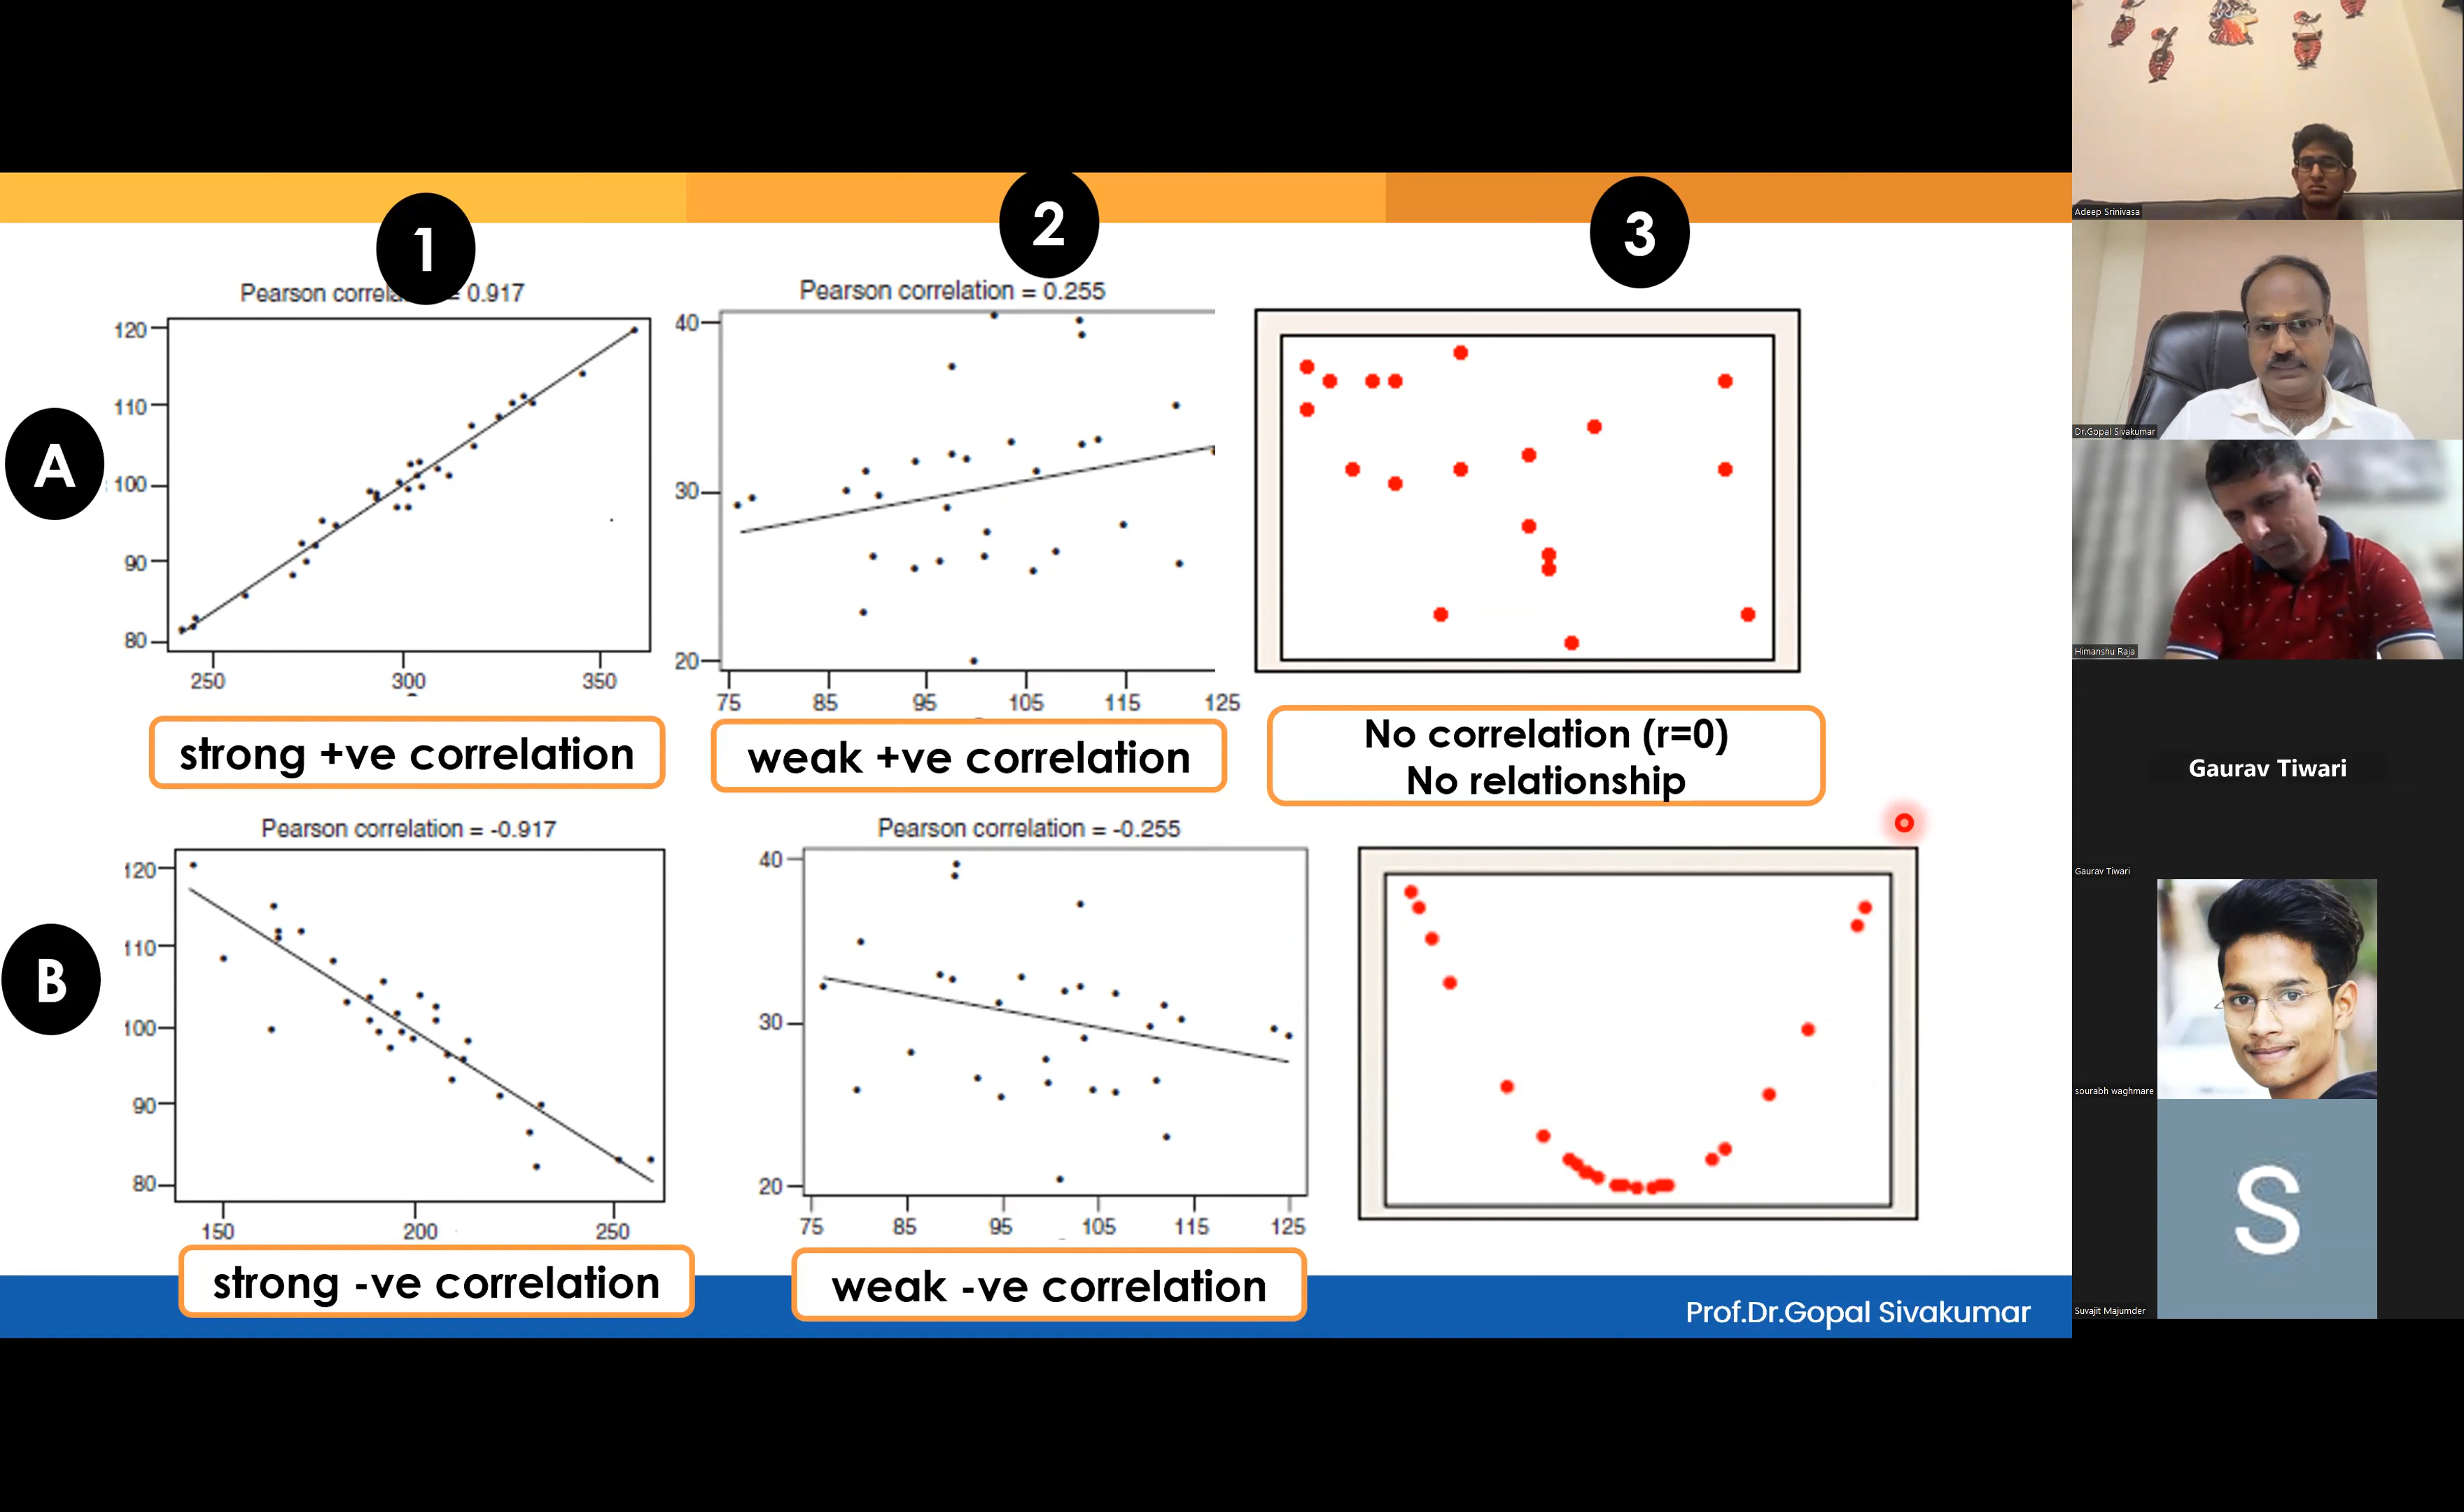 1
2
3
A
B
Pearson correla = 0.917
120
110
100
90
80
250
300
350
strong +ve correlation
Pearson correlation = 0.255
40
30
20
75
85
95
105
115
125
weak +ve correlation
No correlation (r=0)
No relationship
Pearson correlation = -0.917
120
110
100
90
80
150
200
250
strong -ve correlation
Pearson correlation = -0.255
40
30
20
75
85
95
105
115
125
weak -ve correlation
Prof.Dr.Gopal Sivakumar
Adeep Srinivasa
Dr.Gopal Sivakumar
Himanshu Raja
Gaurav Tiwari
Gaurav Tiwari
sourabh waghmare
S
Suvajit Majumder